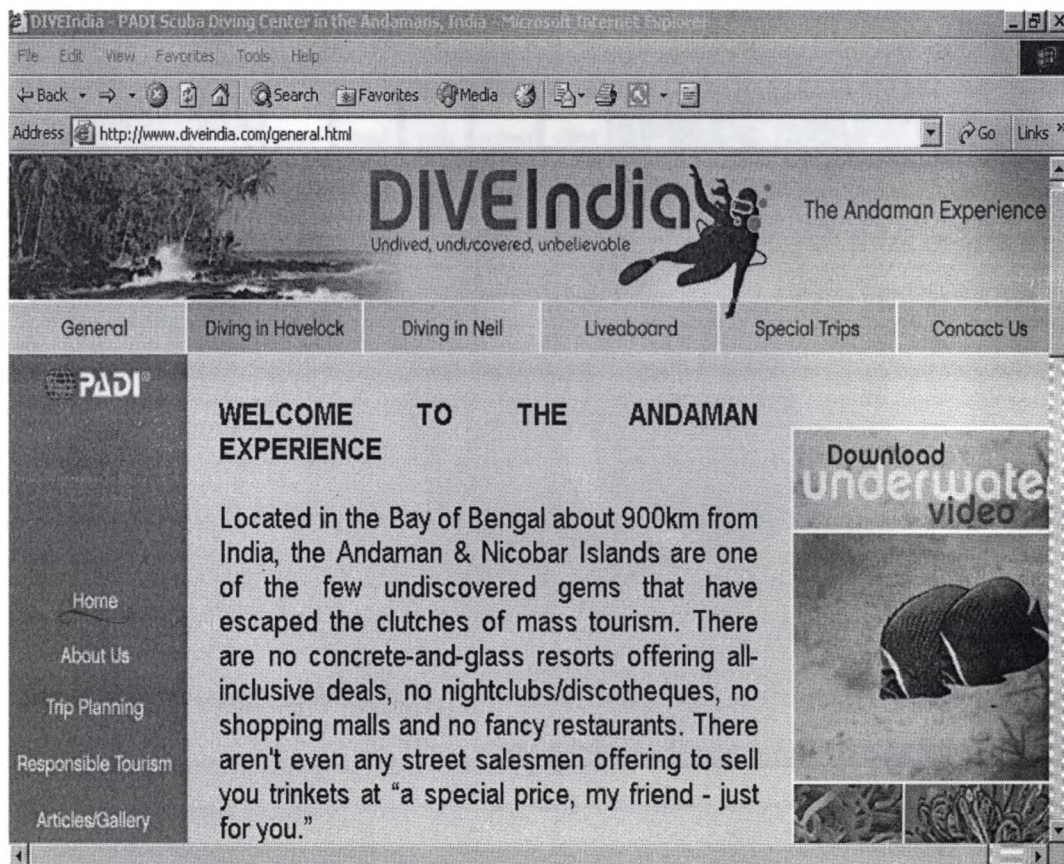 DIVEIndia - PADI Scuba Diving Center in the Andamans, India - Microsoft Internet Explorer
File Edit View Favorites Tools Help
Back Search Favorites Media
Address http://www.diveindia.com/general.html Go Links »
DIVEIndia
Undived, undiscovered, unbelievable
The Andaman Experience
General Diving in Havelock Diving in Neil Liveaboard Special Trips Contact Us
PADI®
Home
About Us
Trip Planning
Responsible Tourism
Articles/Gallery
WELCOME TO THE ANDAMAN
EXPERIENCE
Located in the Bay of Bengal about 900km from
India, the Andaman & Nicobar Islands are one
of the few undiscovered gems that have
escaped the clutches of mass tourism. There
are no concrete-and-glass resorts offering all-
inclusive deals, no nightclubs/discotheques, no
shopping malls and no fancy restaurants. There
aren't even any street salesmen offering to sell
you trinkets at “a special price, my friend - just
for you.”
Download
underwate
video